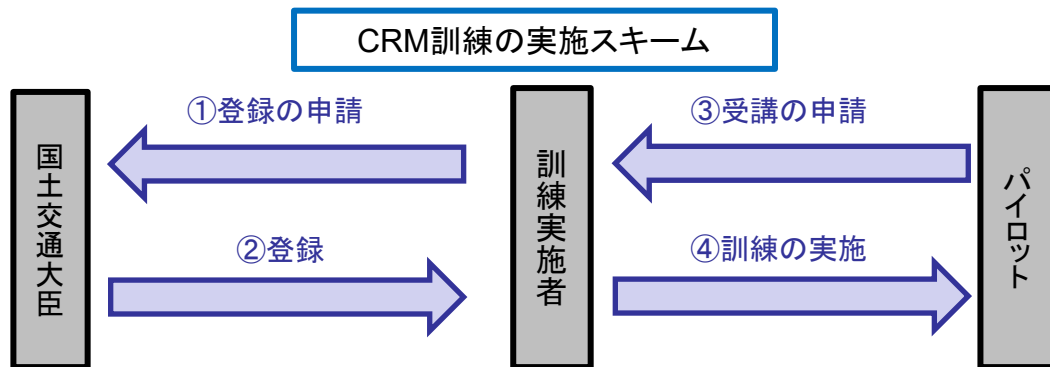 CRM訓練の実施スキーム
国土交通大臣
①登録の申請
②登録
訓練実施者
③受講の申請
④訓練の実施
パイロット